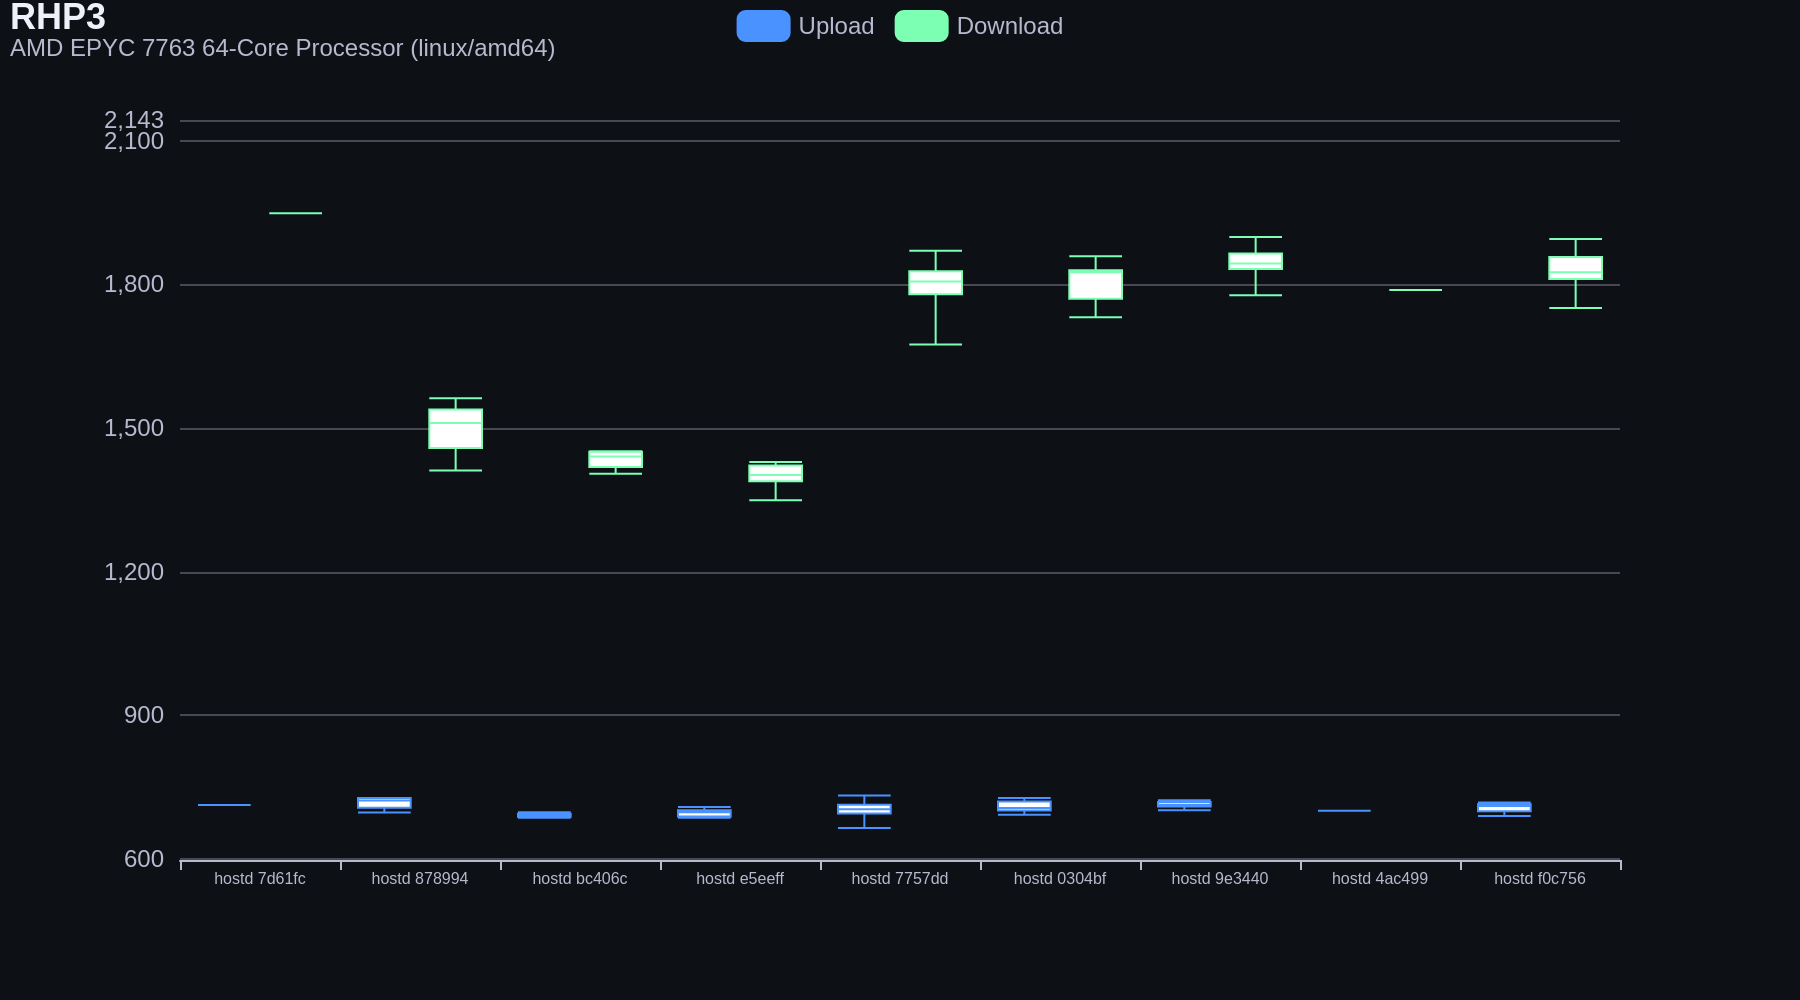 RHP3
AMD EPYC 7763 64-Core Processor (linux/amd64)
Upload
Download
2,143
2,100
1,800
1,500
1,200
900
600
hostd 7d61fc
hostd 878994
hostd bc406c
hostd e5eeff
hostd 7757dd
hostd 0304bf
hostd 9e3440
hostd 4ac499
hostd f0c756